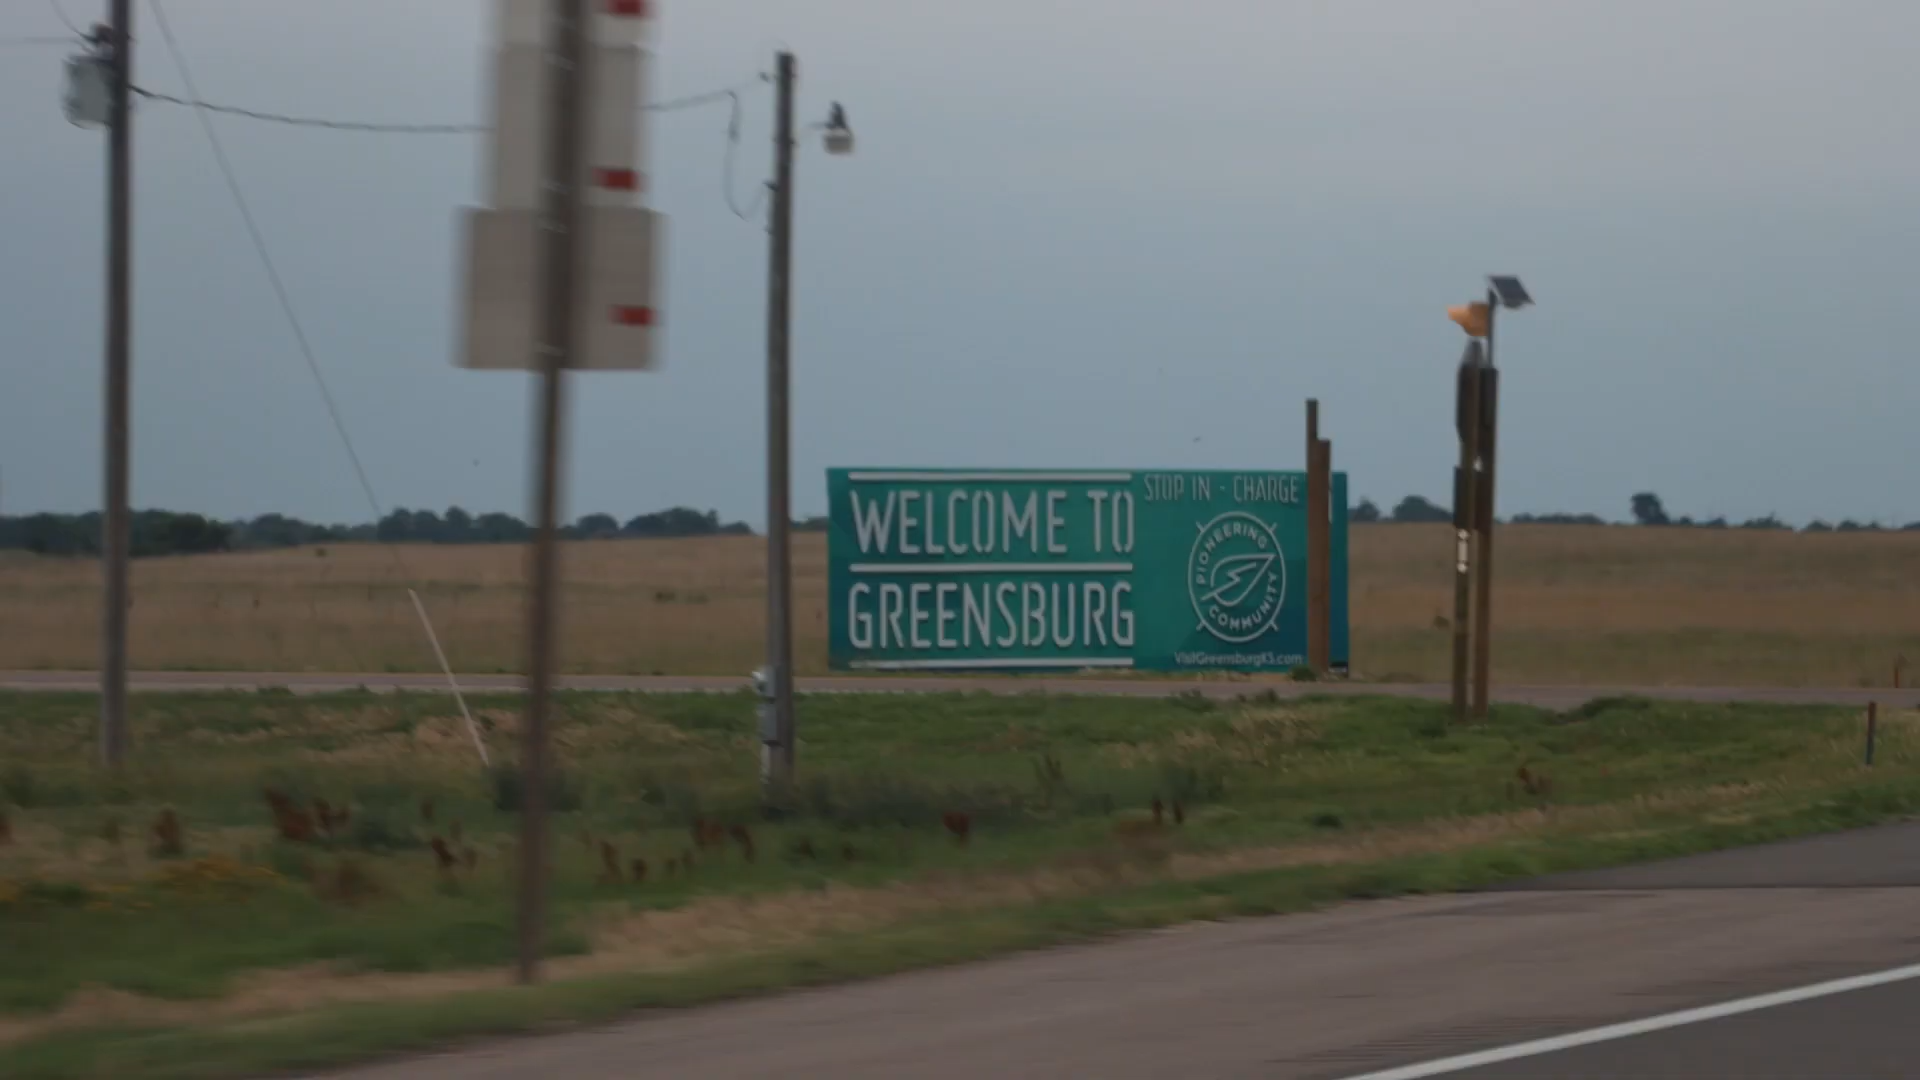 WELCOME TO
GREENSBURG
STOP IN - CHARGE
PIONEERING
COMMUNITY
VisitGreensburgKS.com